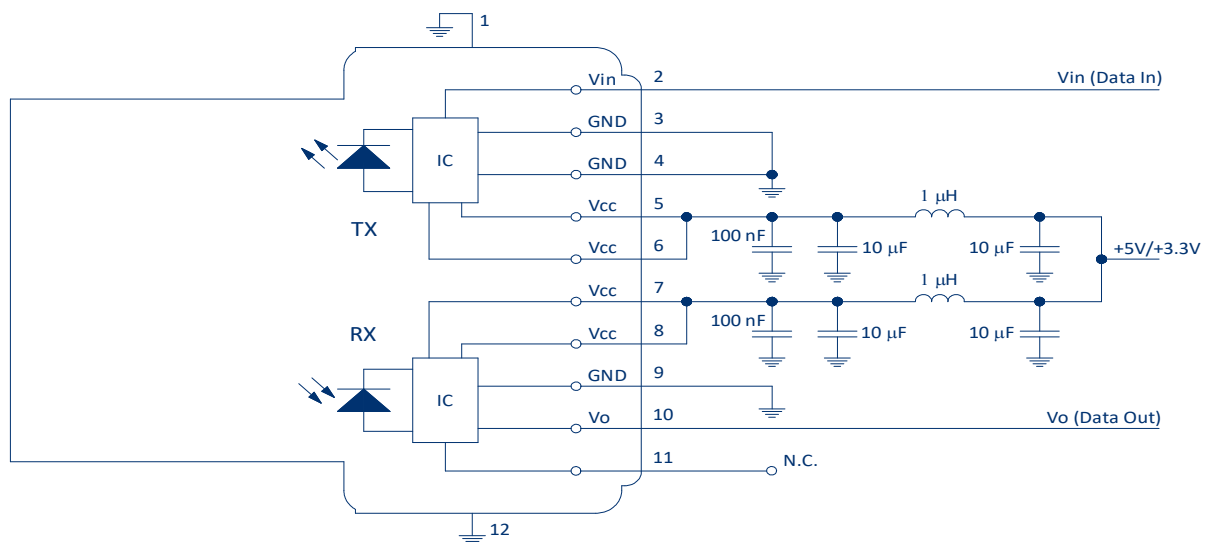 1
Vin 2 Vin (Data In)
GND 3
IC
GND 4
Vcc 5 1 μH
TX
100 nF 10 μF 10 μF
Vcc 6 +5V/+3.3V
Vcc 7 1 μH
RX
100 nF 10 μF 10 μF
Vcc 8
GND 9
IC
Vo 10 Vo (Data Out)
11 N.C.
12